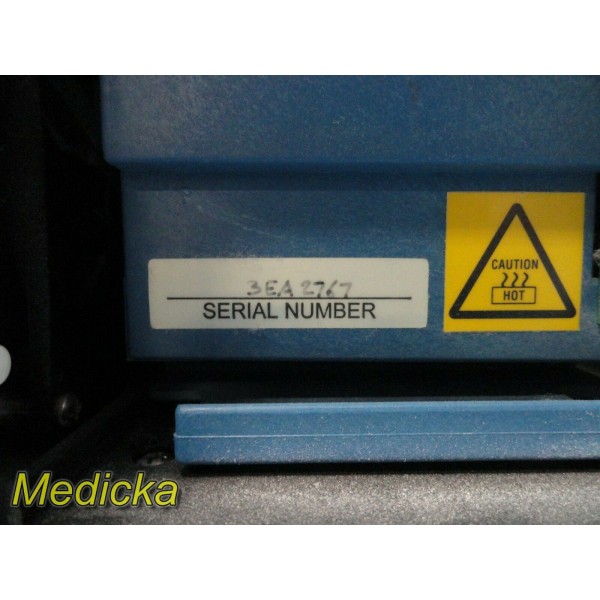 3EA2767
SERIAL NUMBER
CAUTION
HOT
Medicka